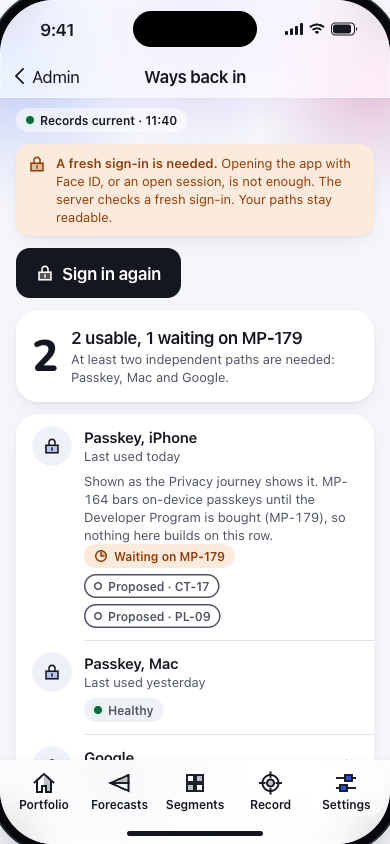 9:41
Admin
Ways back in
Records current · 11:40
A fresh sign-in is needed. Opening the app with
Face ID, or an open session, is not enough. The
server checks a fresh sign-in. Your paths stay
readable.
Sign in again
2
2 usable, 1 waiting on MP-179
At least two independent paths are needed:
Passkey, Mac and Google.
Passkey, iPhone
Last used today
Shown as the Privacy journey shows it. MP-
164 bars on-device passkeys until the
Developer Program is bought (MP-179), so
nothing here builds on this row.
Waiting on MP-179
Proposed · CT-17
Proposed · PL-09
Passkey, Mac
Last used yesterday
Healthy
Google
Portfolio
Forecasts
Segments
Record
Settings